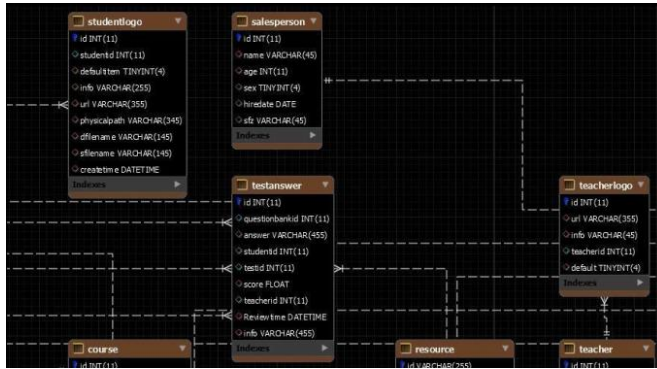 studentlogo
id INT(11)
studentid INT(11)
defaultitem TINYINT(4)
info VARCHAR(255)
url VARCHAR(355)
physicalpath VARCHAR(345)
dfilename VARCHAR(145)
sfilename VARCHAR(145)
createtime DATETIME
Indexes
salesperson
id INT(11)
name VARCHAR(45)
age INT(11)
sex TINYINT(4)
hiredate DATE
sfz VARCHAR(45)
Indexes
testanswer
id INT(11)
questionbankid INT(11)
answer VARCHAR(455)
studentid INT(11)
testid INT(11)
score FLOAT
teacherid INT(11)
Reviewtime DATETIME
info VARCHAR(455)
Indexes
teacherlogo
id INT(11)
url VARCHAR(355)
info VARCHAR(45)
teacherid INT(11)
default TINYINT(4)
Indexes
course
id INT(11)
resource
id VARCHAR(255)
teacher
id INT(11)